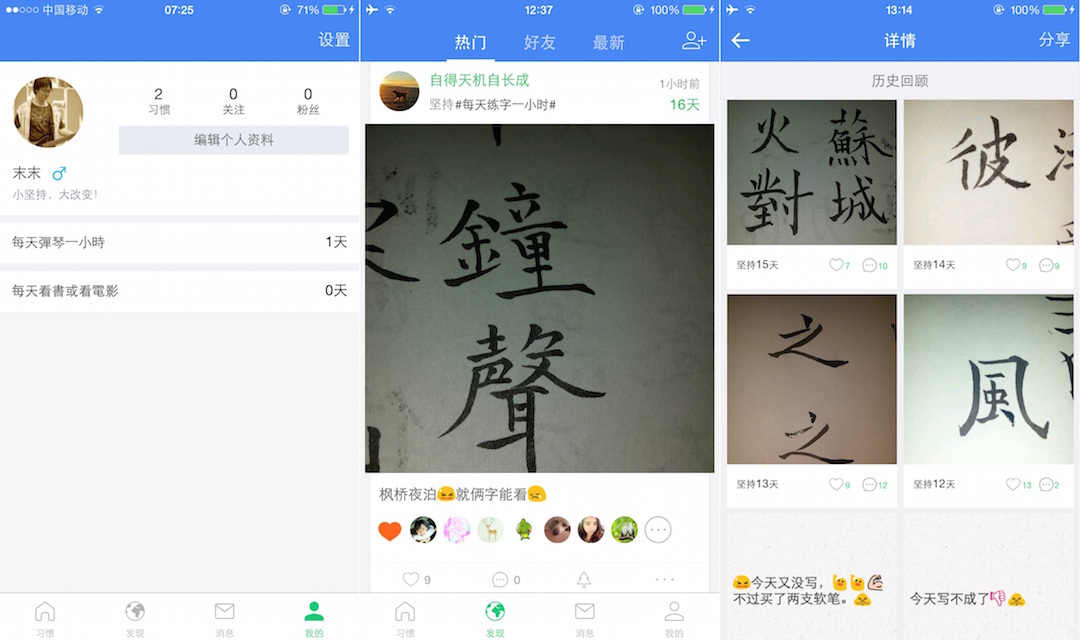 中国移动 07:25 71%
设置
2 0 0
习惯 关注 粉丝
编辑个人资料
末末
小坚持，大改变!
每天彈琴一小時 1天
每天看書或看電影 0天
习惯 发现 消息 我的
12:37 100%
热门 好友 最新
自得天机自长成 1小时前
坚持#每天练字一小时# 16天
鐘
聲
枫桥夜泊😖就俩字能看😞
9 0
习惯 发现 消息 我的
13:14 100%
详情 分享
历史回顾
火 蘇
對 城
彼
坚持15天 7 10
坚持14天 9 9
之
之
風
坚持13天 9 12
坚持12天 13 2
😖今天又没写，🙋🙋💪
不过买了两支软笔。🙇
今天写不成了👎🙇